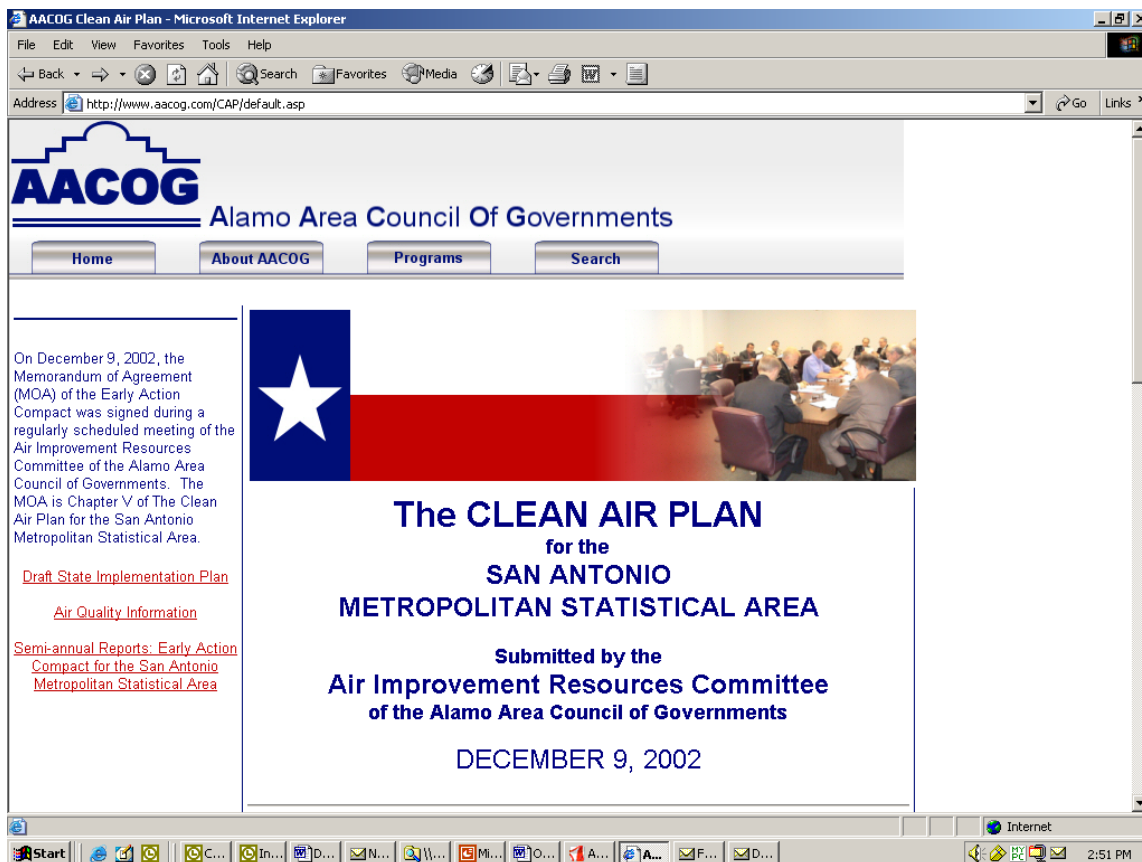 AACOG Clean Air Plan - Microsoft Internet Explorer
File Edit View Favorites Tools Help
Back Search Favorites Media
Address http://www.aacog.com/CAP/default.asp Go Links
AACOG
Alamo Area Council Of Governments
Home About AACOG Programs Search
On December 9, 2002, the
Memorandum of Agreement
(MOA) of the Early Action
Compact was signed during a
regularly scheduled meeting of the
Air Improvement Resources
Committee of the Alamo Area
Council of Governments. The
MOA is Chapter V of The Clean
Air Plan for the San Antonio
Metropolitan Statistical Area.
Draft State Implementation Plan
Air Quality Information
Semi-annual Reports: Early Action
Compact for the San Antonio
Metropolitan Statistical Area
The CLEAN AIR PLAN
for the
SAN ANTONIO
METROPOLITAN STATISTICAL AREA
Submitted by the
Air Improvement Resources Committee
of the Alamo Area Council of Governments
DECEMBER 9, 2002
Internet
Start C... In... D... N... \\... Mi... O... A... A... F... D... 2:51 PM